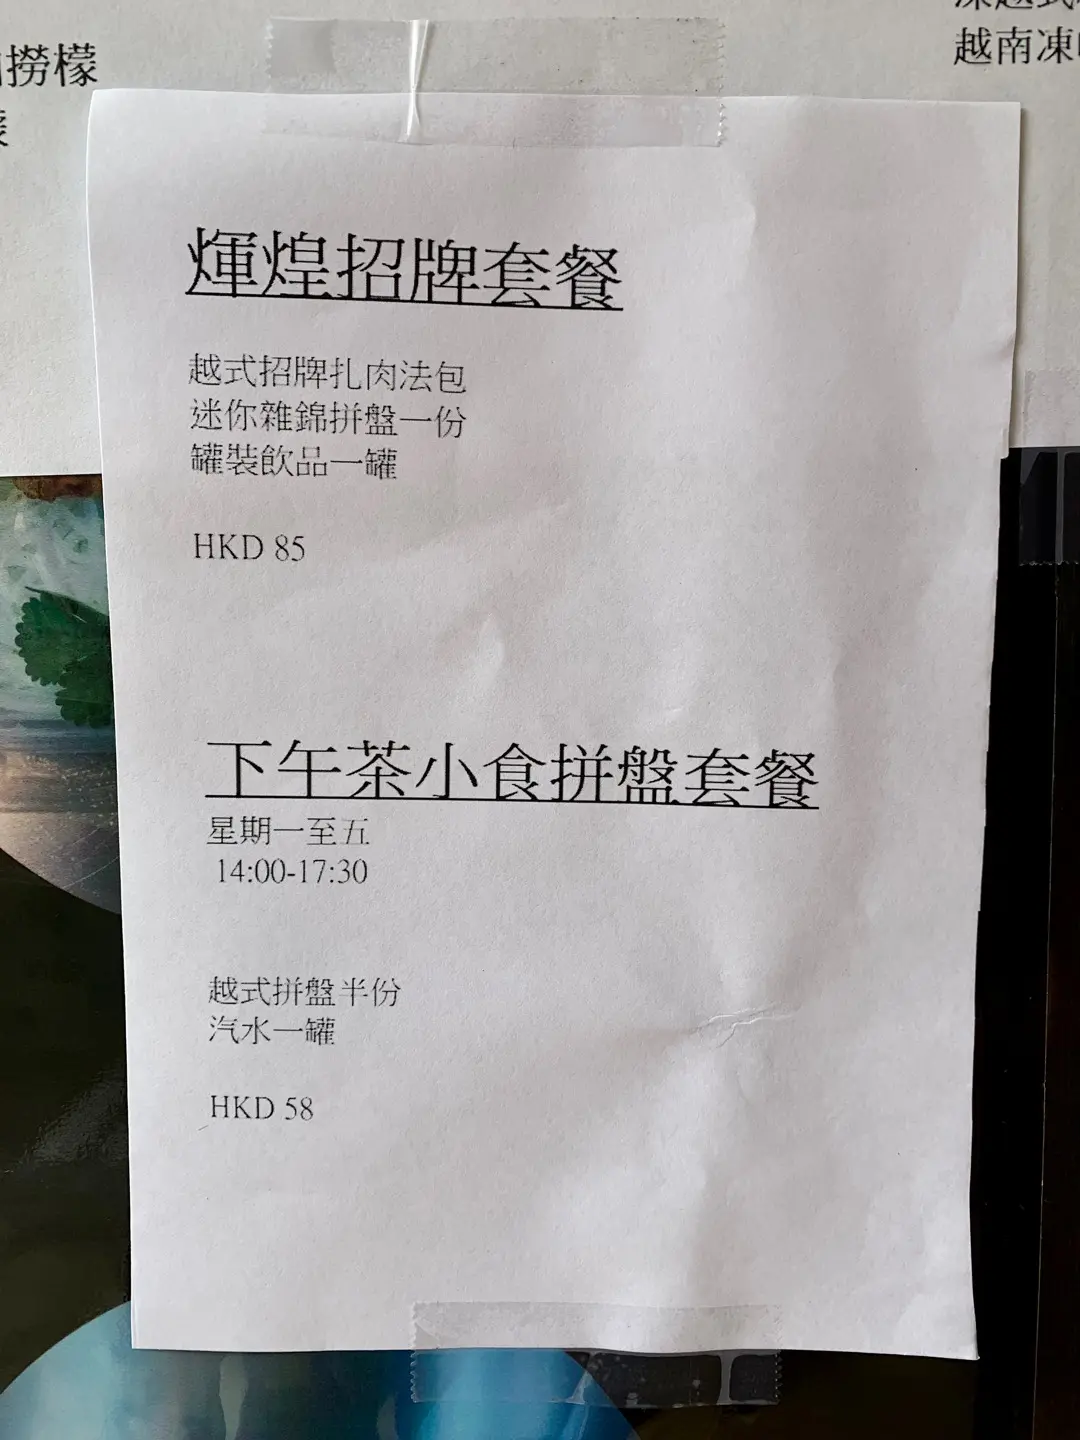 撈檬
越南凍
輝煌招牌套餐
越式招牌扎肉法包
迷你雜錦拼盤一份
罐裝飲品一罐
HKD 85
下午茶小食拼盤套餐
星期一至五
14:00-17:30
越式拼盤半份
汽水一罐
HKD 58